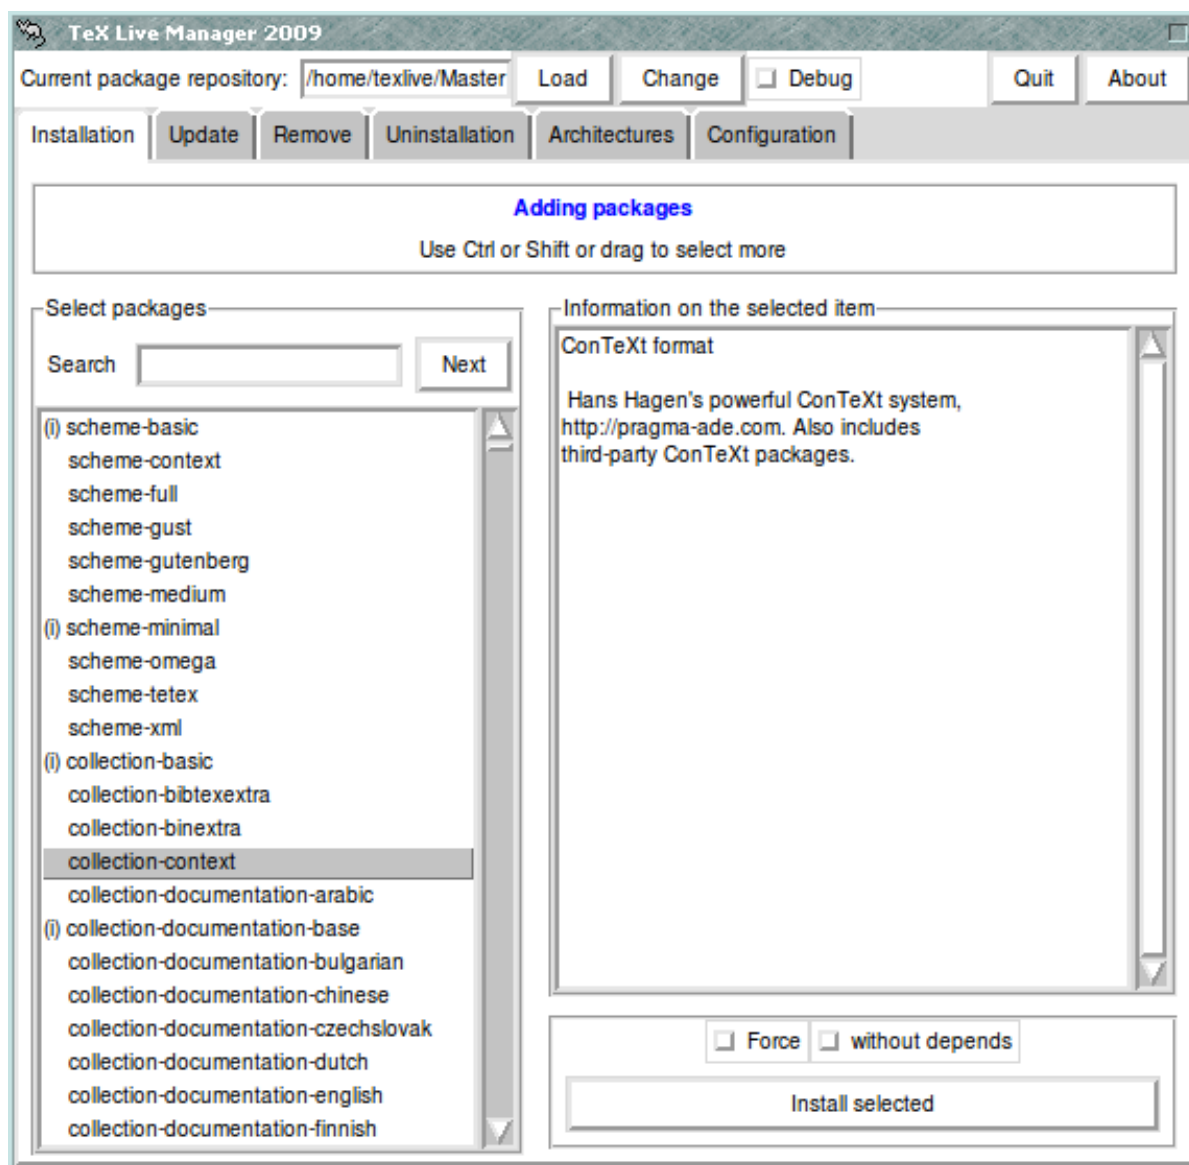 TeX Live Manager 2009
Current package repository: /home/texlive/Master Load Change Debug Quit About
Installation Update Remove Uninstallation Architectures Configuration
Adding packages
Use Ctrl or Shift or drag to select more
Select packages
Search Next
(i) scheme-basic
scheme-context
scheme-full
scheme-gust
scheme-gutenberg
scheme-medium
(i) scheme-minimal
scheme-omega
scheme-tetex
scheme-xml
(i) collection-basic
collection-bibtexextra
collection-binextra
collection-context
collection-documentation-arabic
(i) collection-documentation-base
collection-documentation-bulgarian
collection-documentation-chinese
collection-documentation-czechslovak
collection-documentation-dutch
collection-documentation-english
collection-documentation-finnish
Information on the selected item
ConTeXt format
Hans Hagen's powerful ConTeXt system,
http://pragma-ade.com. Also includes
third-party ConTeXt packages.
Force without depends
Install selected